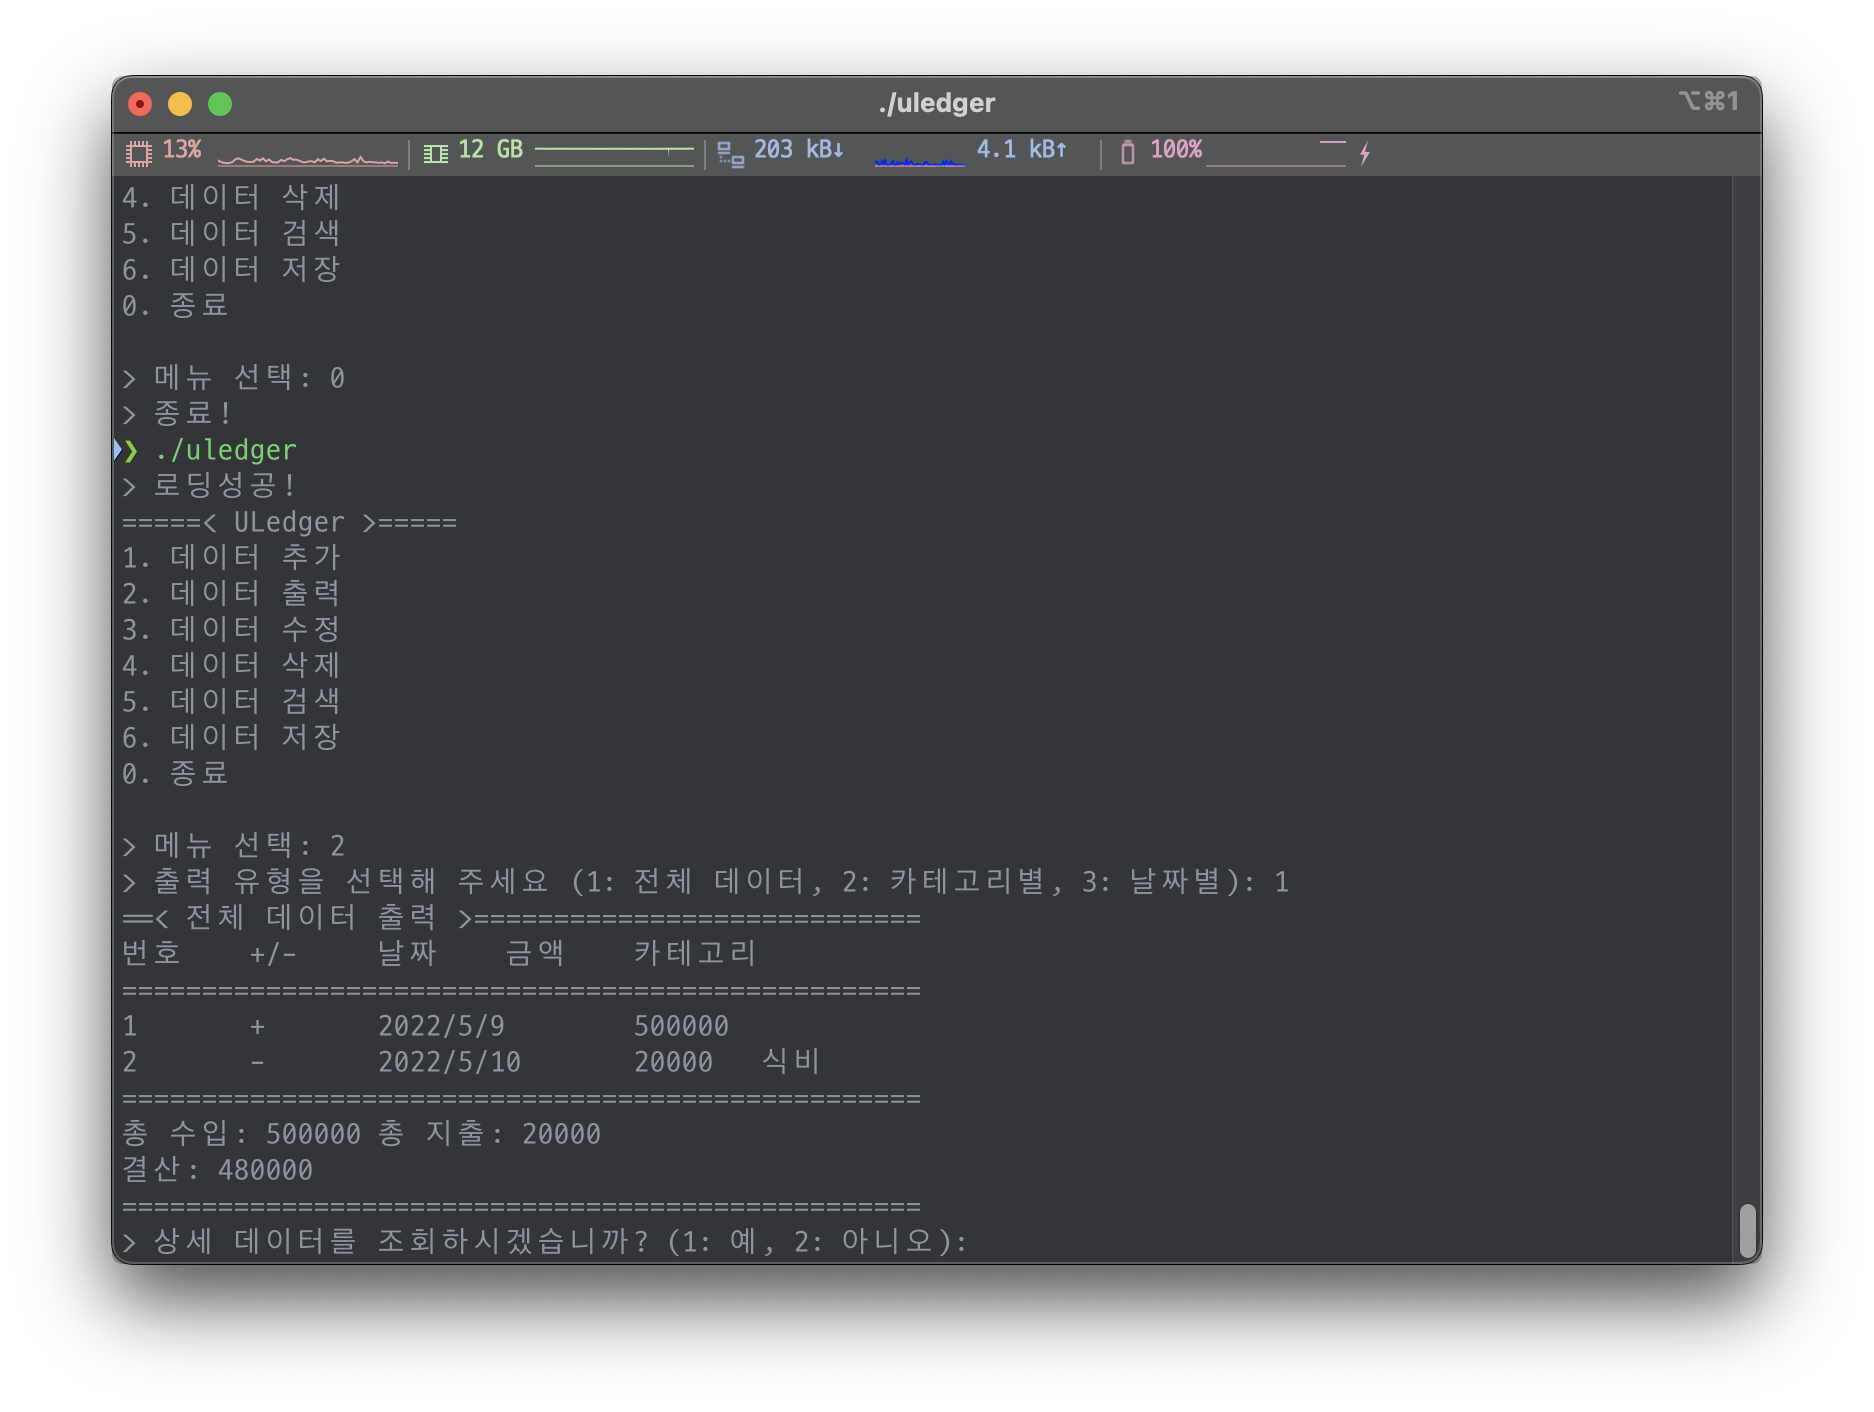 ./uledger
⌥⌘1
13% 12 GB 203 kB↓ 4.1 kB↑ 100%
4. 데이터 삭제
5. 데이터 검색
6. 데이터 저장
0. 종료
> 메뉴 선택: 0
> 종료!
❯ ./uledger
> 로딩성공!
=====< ULedger >=====
1. 데이터 추가
2. 데이터 출력
3. 데이터 수정
4. 데이터 삭제
5. 데이터 검색
6. 데이터 저장
0. 종료
> 메뉴 선택: 2
> 출력 유형을 선택해 주세요 (1: 전체 데이터, 2: 카테고리별, 3: 날짜별): 1
==< 전체 데이터 출력 >============================
번호 +/- 날짜 금액 카테고리
==================================================
1 + 2022/5/9 500000
2 - 2022/5/10 20000 식비
==================================================
총 수입: 500000 총 지출: 20000
결산: 480000
==================================================
> 상세 데이터를 조회하시겠습니까? (1: 예, 2: 아니오):